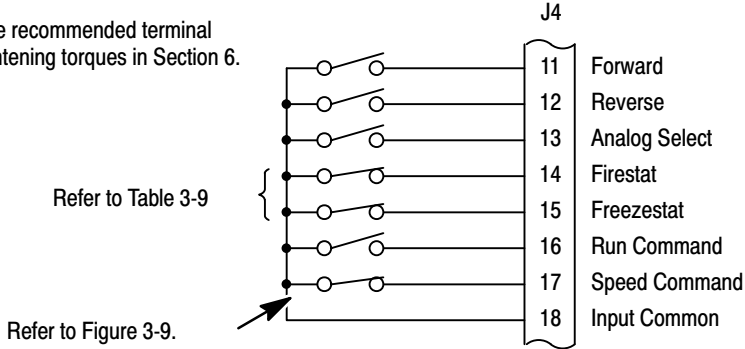 J4
recommended terminal
torques in Section 6.
11 Forward
12 Reverse
13 Analog Select
14 Firestat
15 Freezestat
16 Run Command
17 Speed Command
18 Input Common
Refer to Table 3-9
Refer to Figure 3-9.